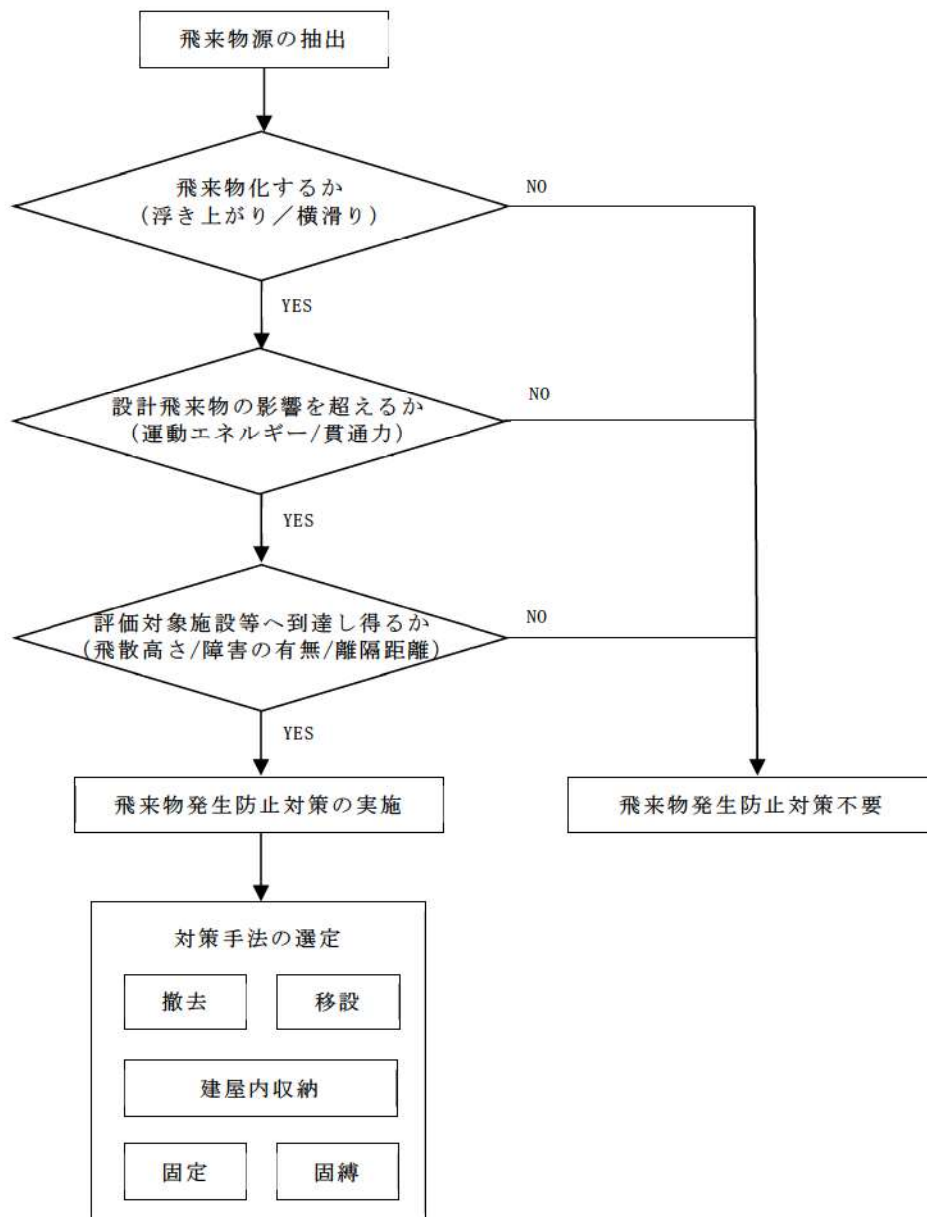 飛来物源の抽出
飛来物化するか
（浮き上がり／横滑り）
NO
YES
設計飛来物の影響を超えるか
（運動エネルギー/貫通力）
NO
YES
評価対象施設等へ到達し得るか
（飛散高さ/障害の有無/離隔距離）
NO
YES
飛来物発生防止対策の実施
飛来物発生防止対策不要
対策手法の選定
撤去
移設
建屋内収納
固定
固縛